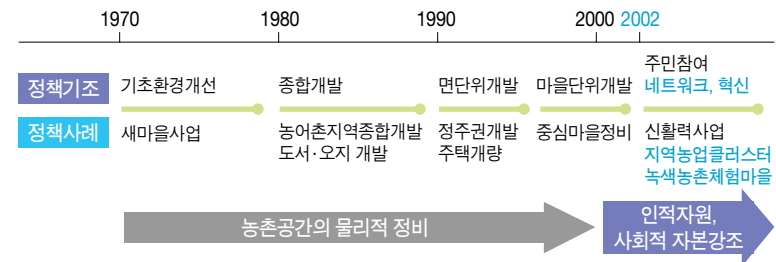 1970 1980 1990 2000 2002
정책기조 기초환경개선 종합개발 면단위개발 마을단위개발 주민참여
네트워크, 혁신
정책사례 새마을사업 농어촌지역종합개발 정주권개발 중심마을정비 신활력사업
도서·오지 개발 주택개량 지역농업클러스터
녹색농촌체험마을
농촌공간의 물리적 정비 인적자원,
사회적 자본강조